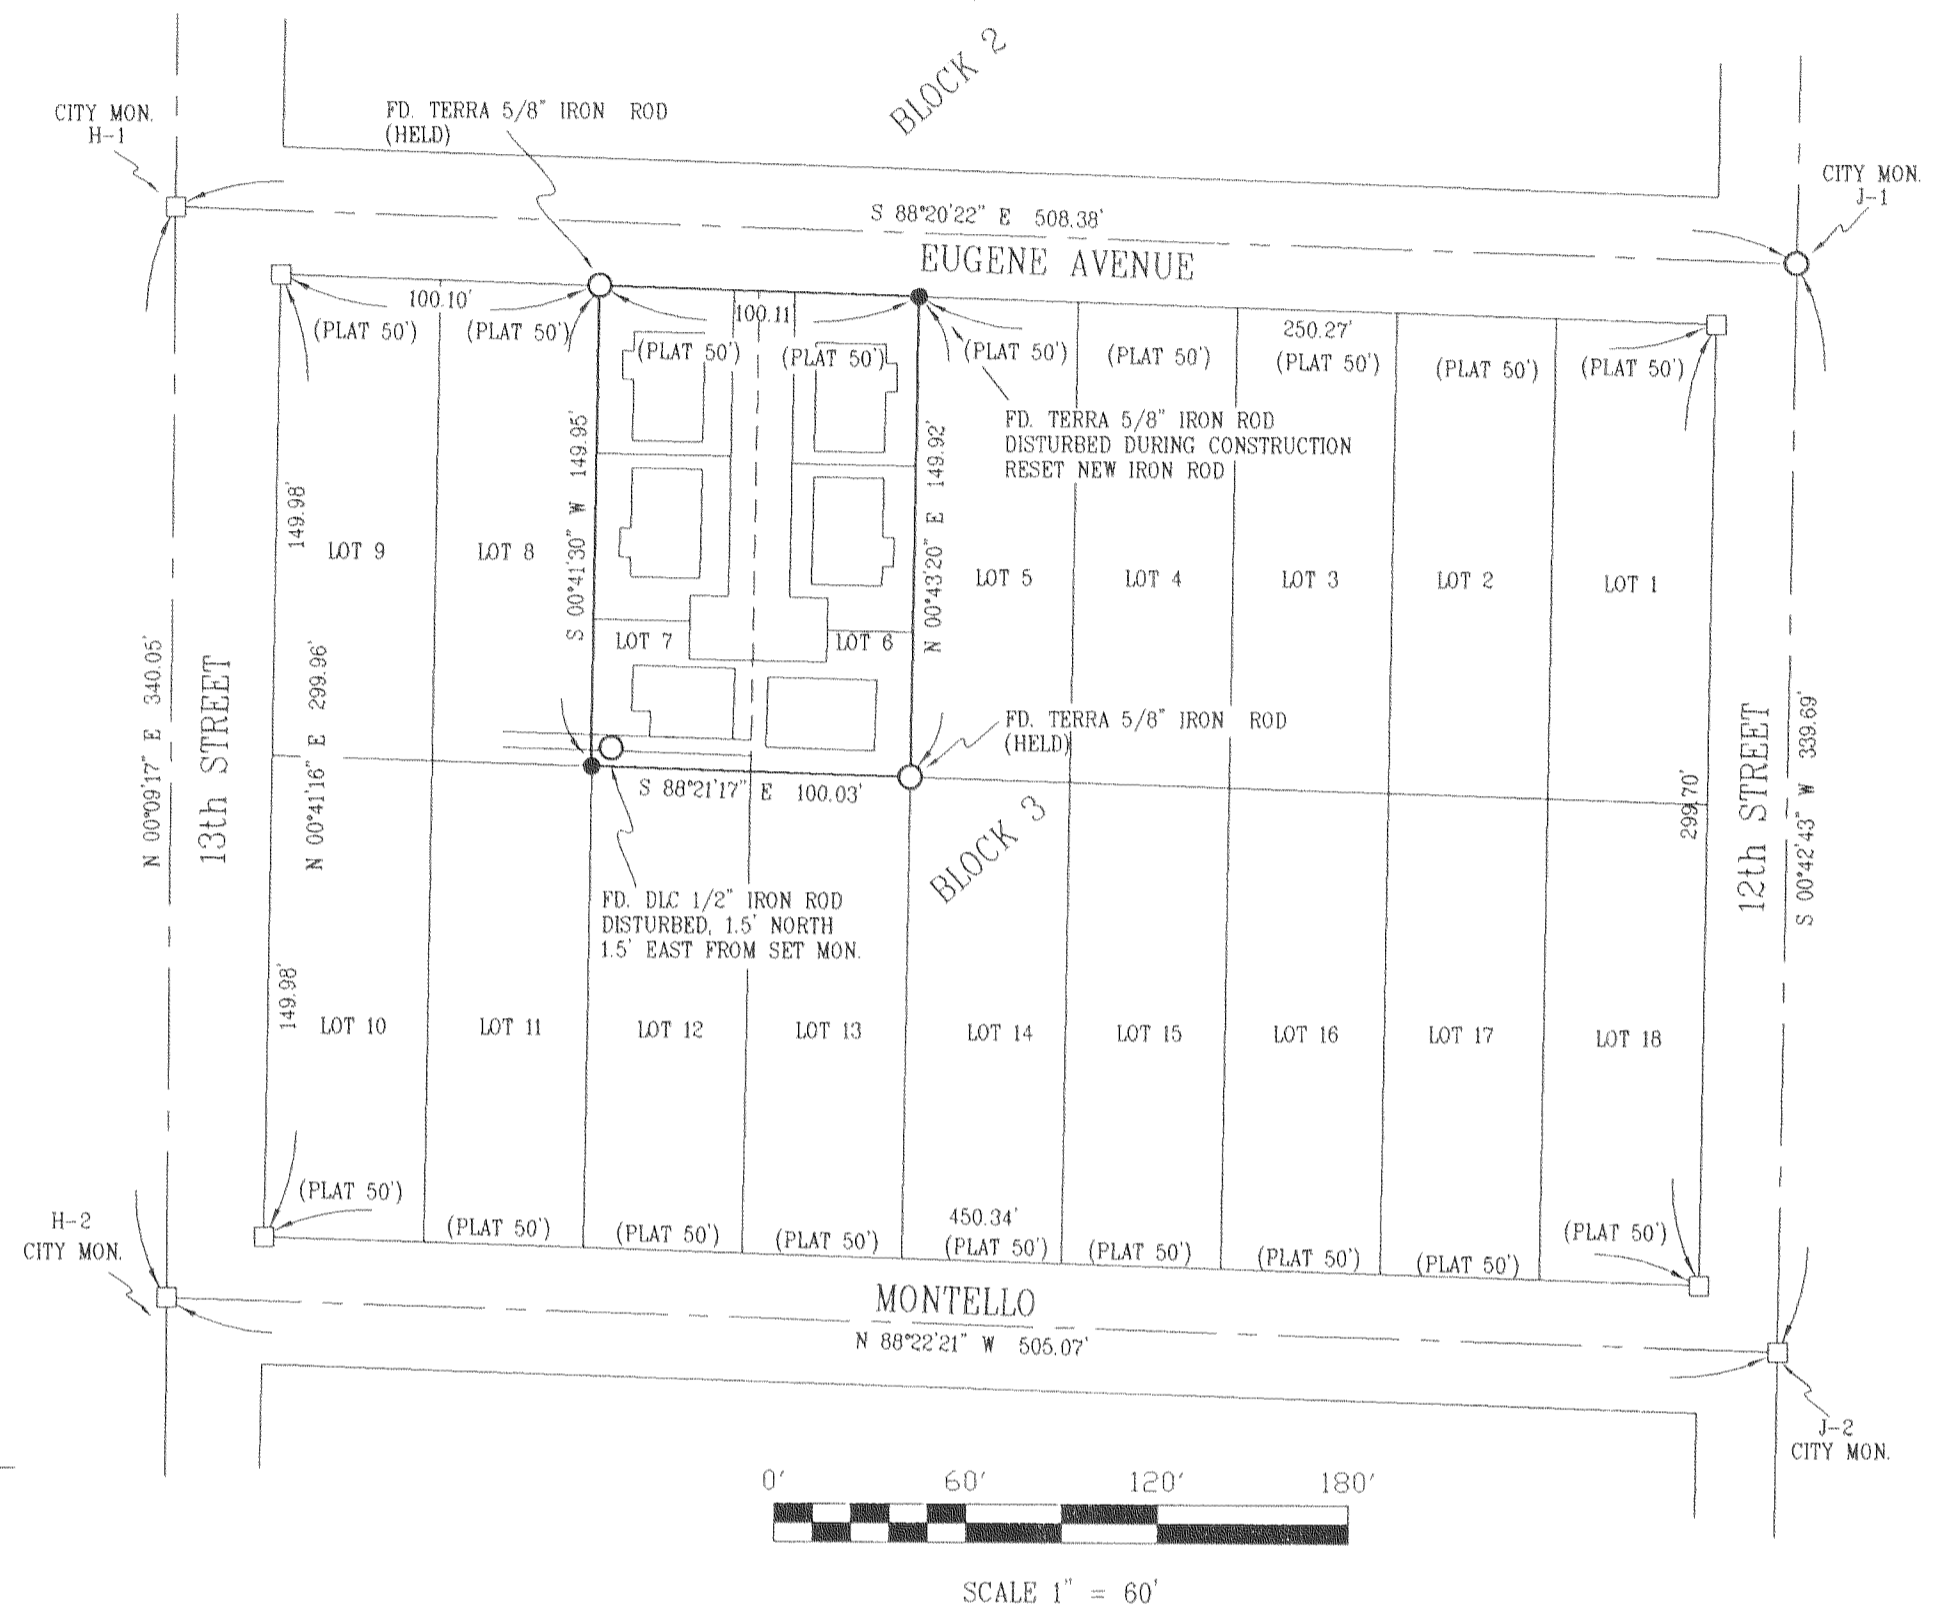 BLOCK 2
CITY MON.
H-1
FD. TERRA 5/8" IRON ROD
(HELD)
CITY MON.
J-1
S 88°20'22" E 508.38'
EUGENE AVENUE
100.10'
100.11
250.27'
(PLAT 50')
(PLAT 50')
(PLAT 50')
(PLAT 50')
(PLAT 50')
(PLAT 50')
(PLAT 50')
(PLAT 50')
(PLAT 50')
FD. TERRA 5/8" IRON ROD
DISTURBED DURING CONSTRUCTION
RESET NEW IRON ROD
149.98'
S 00°41'30" W 149.95'
N 00°43'20" E 149.92'
LOT 9
LOT 8
LOT 7
LOT 6
LOT 5
LOT 4
LOT 3
LOT 2
LOT 1
N 00°09'17" E 340.05'
13th STREET
N 00°41'16" E 299.96'
FD. TERRA 5/8" IRON ROD
(HELD)
S 88°21'17" E 100.03'
BLOCK 3
299.70'
12th STREET
S 00°42'43" W 339.69'
FD. DLC 1/2" IRON ROD
DISTURBED, 1.5' NORTH
1.5' EAST FROM SET MON.
149.98'
LOT 10
LOT 11
LOT 12
LOT 13
LOT 14
LOT 15
LOT 16
LOT 17
LOT 18
(PLAT 50')
(PLAT 50')
(PLAT 50')
(PLAT 50')
450.34'
(PLAT 50')
(PLAT 50')
(PLAT 50')
(PLAT 50')
(PLAT 50')
H-2
CITY MON.
MONTELLO
N 88°22'21" W 505.07'
J-2
CITY MON.
0' 60' 120' 180'
SCALE 1" = 60'